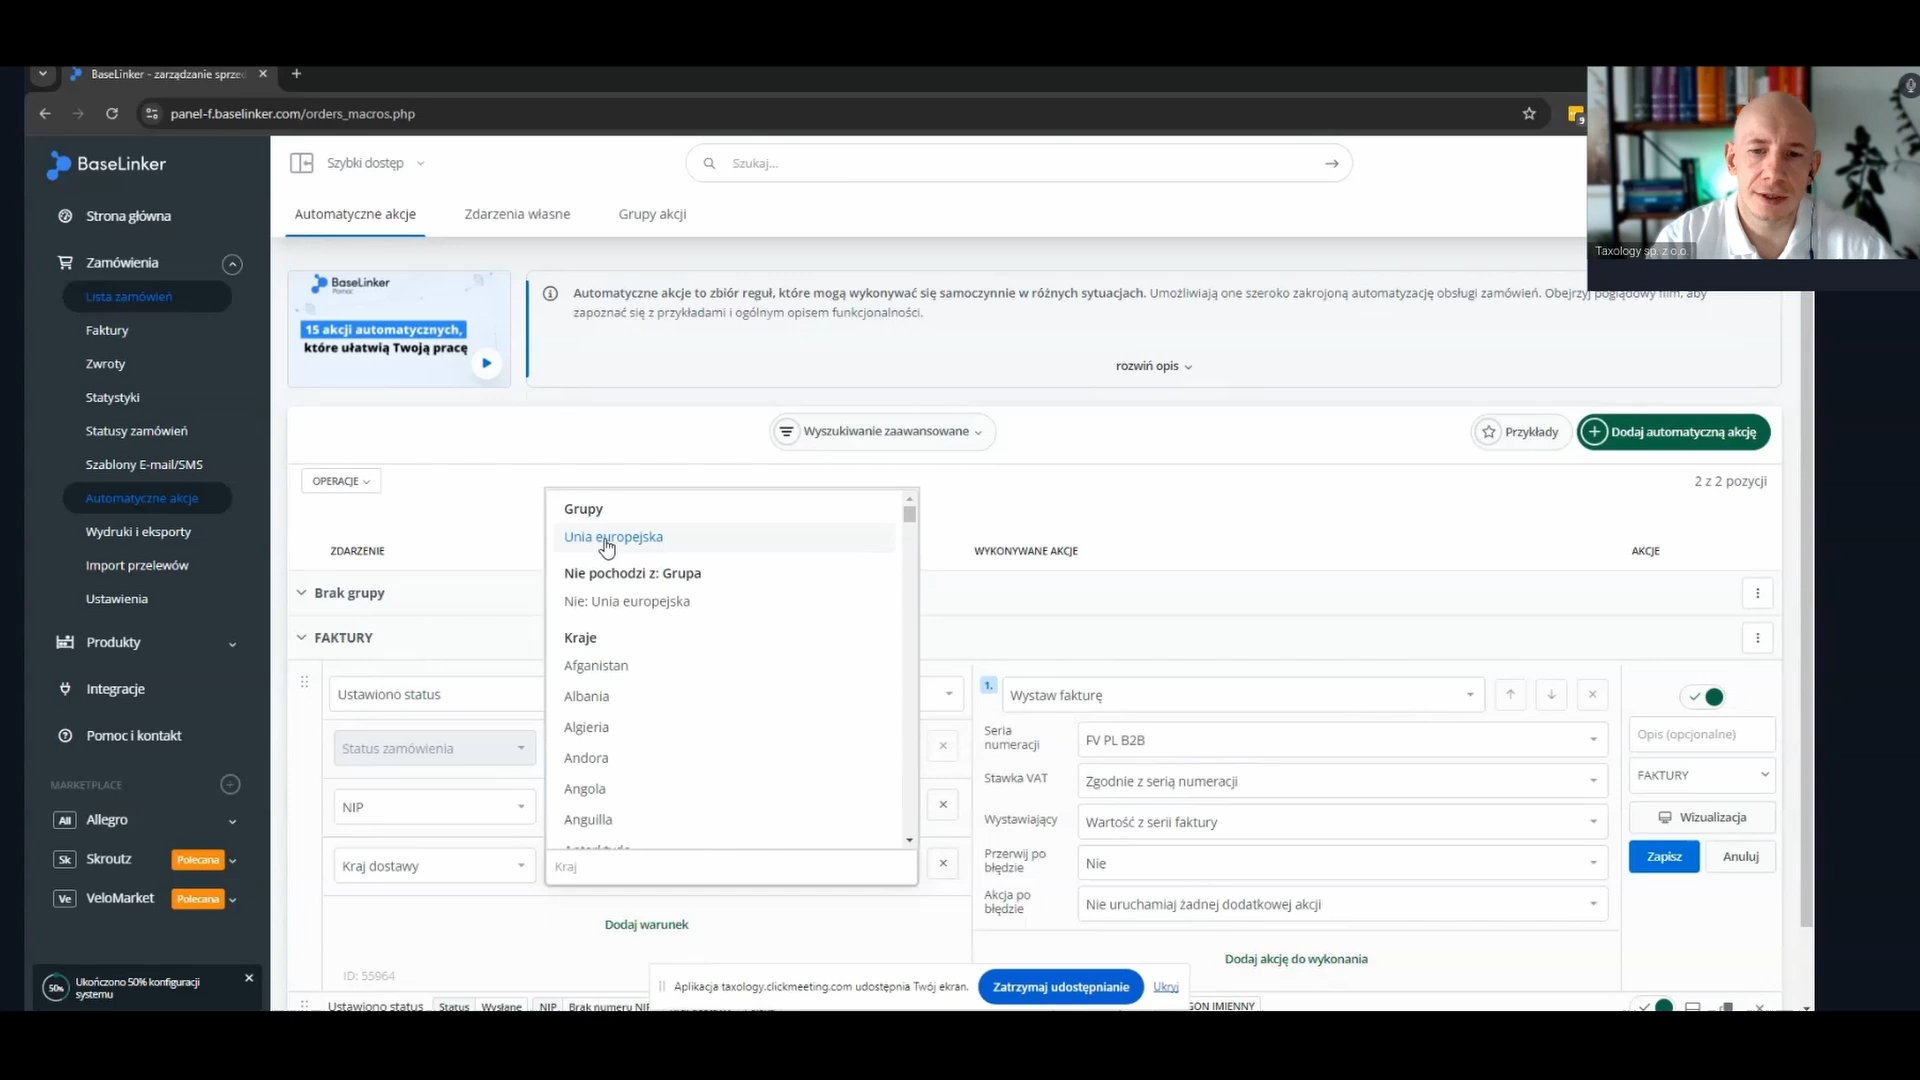 BaseLinker - zarządzanie sprzed
panel-f.baselinker.com/orders_macros.php
9
BaseLinker
Szybki dostęp
Szukaj...
Taxology sp. z o.o.
Automatyczne akcje
Zdarzenia własne
Grupy akcji
Strona główna
Zamówienia
Lista zamówień
Faktury
Zwroty
Statystyki
Statusy zamówień
Szablony E-mail/SMS
Automatyczne akcje
Wydruki i eksporty
Import przelewów
Ustawienia
Produkty
Integracje
Pomoc i kontakt
MARKETPLACE
All Allegro
Sk Skroutz Polecana
Ve VeloMarket Polecana
50% Ukończono 50% konfiguracji
systemu
BaseLinker
Pomoc
15 akcji automatycznych,
które ułatwią Twoją pracę
Automatyczne akcje to zbiór reguł, które mogą wykonywać się samoczynnie w różnych sytuacjach. Umożliwiają one szeroko zakrojoną automatyzację obsługi zamówień. Obejrzyj poglądowy film, aby
zapoznać się z przykładami i ogólnym opisem funkcjonalności.
rozwiń opis
Wyszukiwanie zaawansowane
Przykłady
Dodaj automatyczną akcję
OPERACJE
2 z 2 pozycji
ZDARZENIE
WYKONYWANE AKCJE
AKCJE
Brak grupy
FAKTURY
Grupy
Unia europejska
Nie pochodzi z: Grupa
Nie: Unia europejska
Kraje
Afganistan
Albania
Algieria
Andora
Angola
Anguilla
Kraj
Ustawiono status
Status zamówienia
NIP
Kraj dostawy
Dodaj warunek
ID: 55964
1. Wystaw fakturę
Seria
numeracji
FV PL B2B
Stawka VAT
Zgodnie z serią numeracji
Wystawiający
Wartość z serii faktury
Przerwij po
błędzie
Nie
Akcja po
błędzie
Nie uruchamiaj żadnej dodatkowej akcji
Dodaj akcję do wykonania
Opis (opcjonalne)
FAKTURY
Wizualizacja
Zapisz
Anuluj
Aplikacja taxology.clickmeeting.com udostępnia Twój ekran.
Zatrzymaj udostępnianie
Ukryj
Ustawiono status Status Wysłane NIP Brak numeru NIP
GON IMIENNY